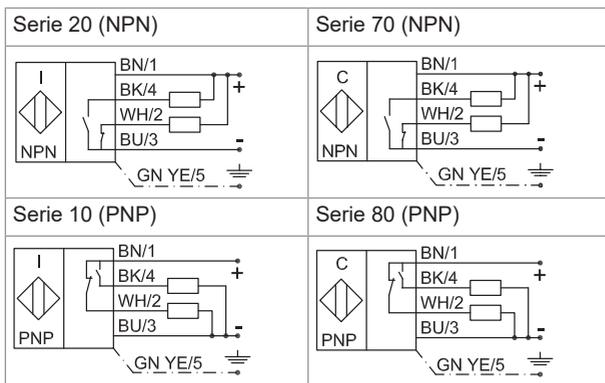 Serie 20 (NPN)
Serie 70 (NPN)
I
BN/1
BK/4
WH/2
BU/3
NPN
GN YE/5
+
-
C
BN/1
BK/4
WH/2
BU/3
NPN
GN YE/5
+
-
Serie 10 (PNP)
Serie 80 (PNP)
I
BN/1
BK/4
WH/2
BU/3
PNP
GN YE/5
+
-
C
BN/1
BK/4
WH/2
BU/3
PNP
GN YE/5
+
-